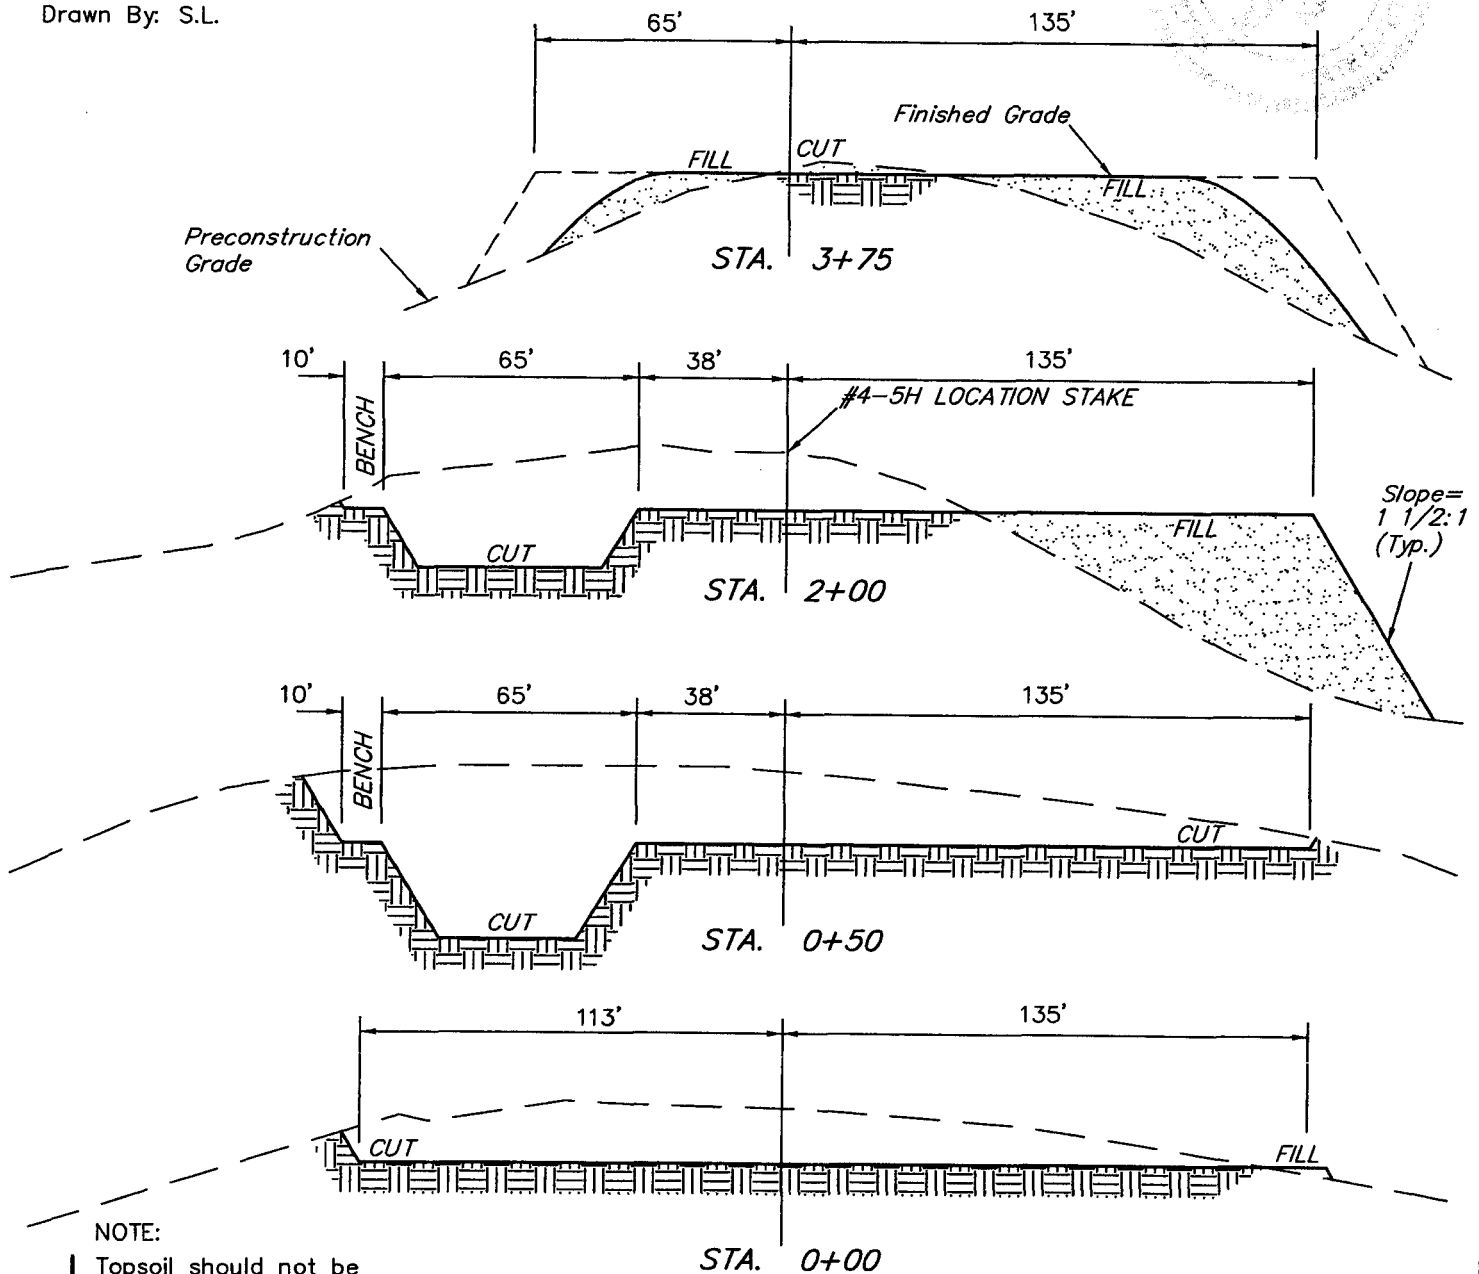 Drawn By: S.L.
65'
135'
Finished Grade
FILL
CUT
FILL
Preconstruction
Grade
STA. 3+75
10'
65'
38'
135'
#4-5H LOCATION STAKE
BENCH
Slope=
1 1/2:1
(Typ.)
FILL
CUT
STA. 2+00
10'
65'
38'
135'
BENCH
CUT
CUT
STA. 0+50
113'
135'
CUT
FILL
NOTE:
Topsoil should not be
STA. 0+00